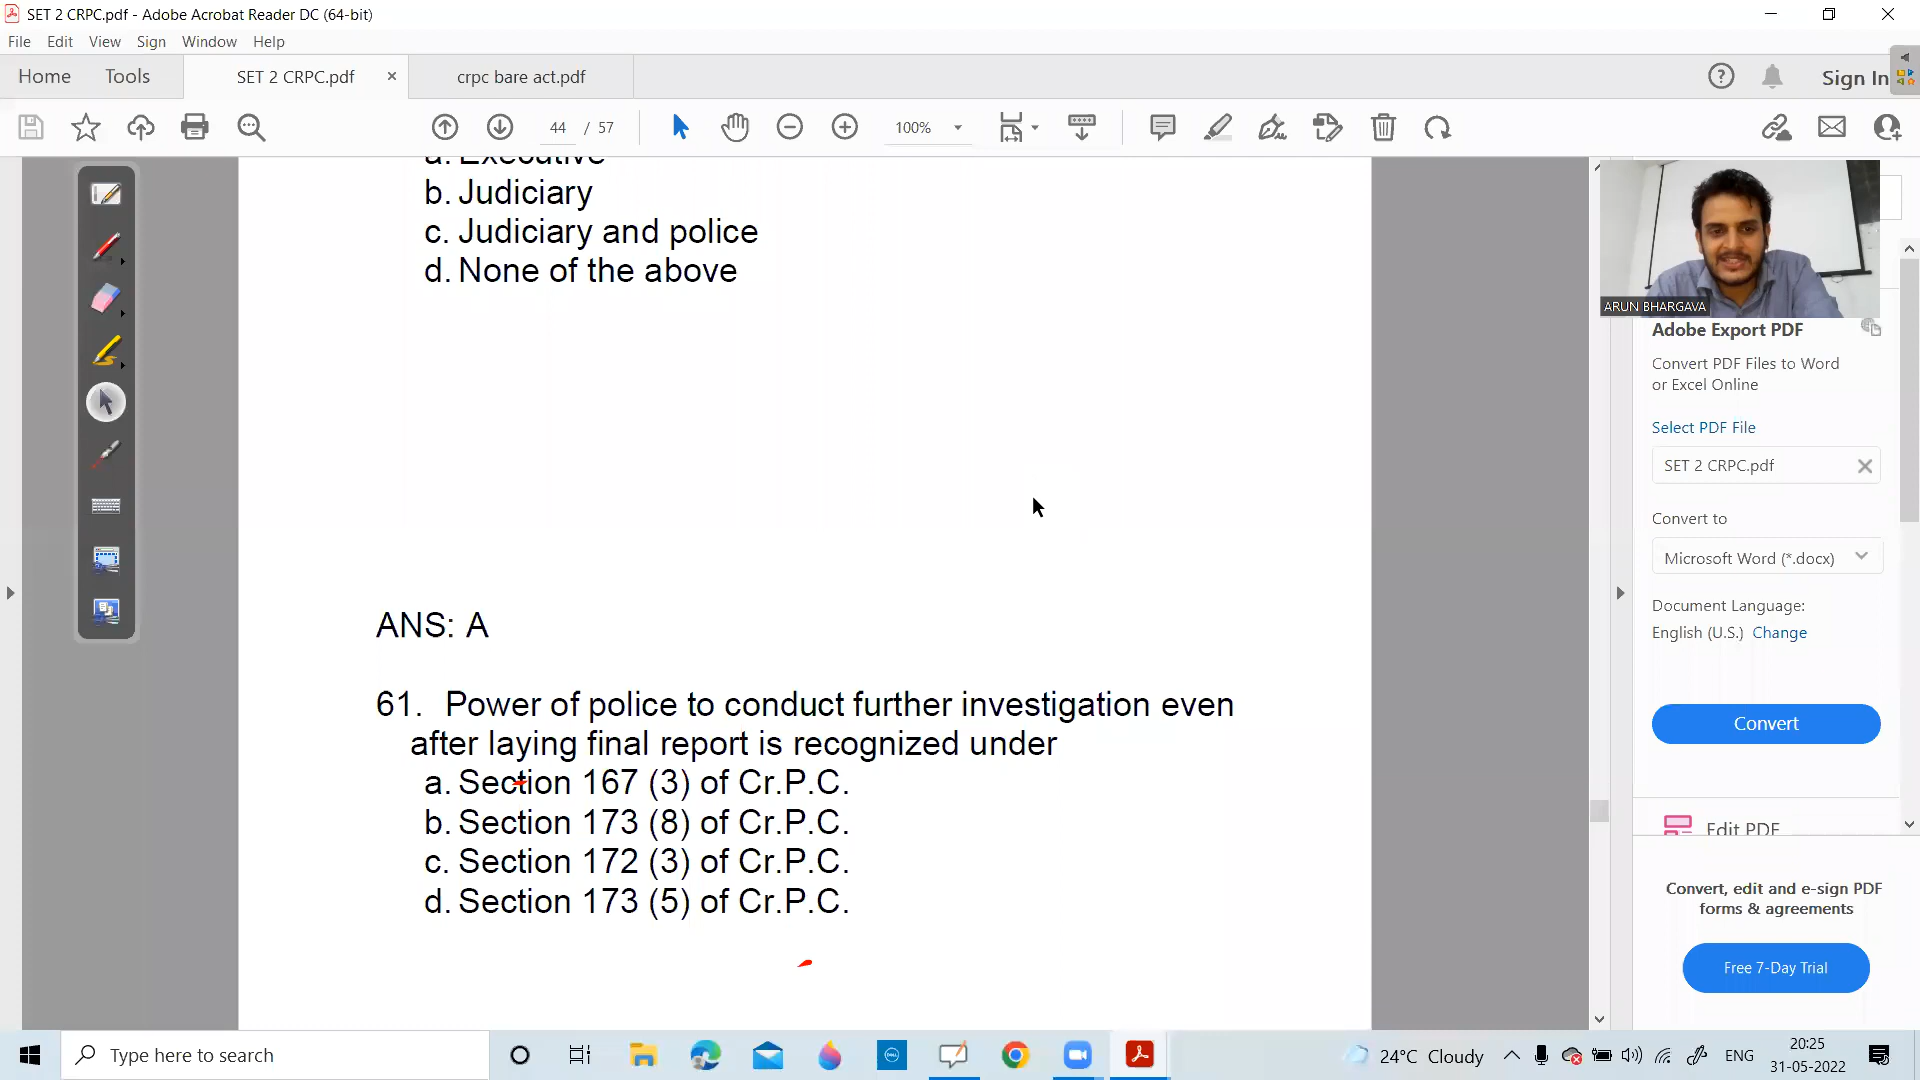 SET 2 CRPC.pdf - Adobe Acrobat Reader DC (64-bit)
File Edit View Sign Window Help
Home Tools SET 2 CRPC.pdf crpc bare act.pdf Sign In
44 / 57 100%
a. Executive
b. Judiciary
c. Judiciary and police
d. None of the above
ANS: A
61. Power of police to conduct further investigation even
after laying final report is recognized under
a. Section 167 (3) of Cr.P.C.
b. Section 173 (8) of Cr.P.C.
c. Section 172 (3) of Cr.P.C.
d. Section 173 (5) of Cr.P.C.
ARUN BHARGAVA
Adobe Export PDF
Convert PDF Files to Word
or Excel Online
Select PDF File
SET 2 CRPC.pdf
Convert to
Microsoft Word (*.docx)
Document Language:
English (U.S.) Change
Convert
Edit PDF
Convert, edit and e-sign PDF
forms & agreements
Free 7-Day Trial
Type here to search
DELL
24°C Cloudy
ENG
20:25
31-05-2022